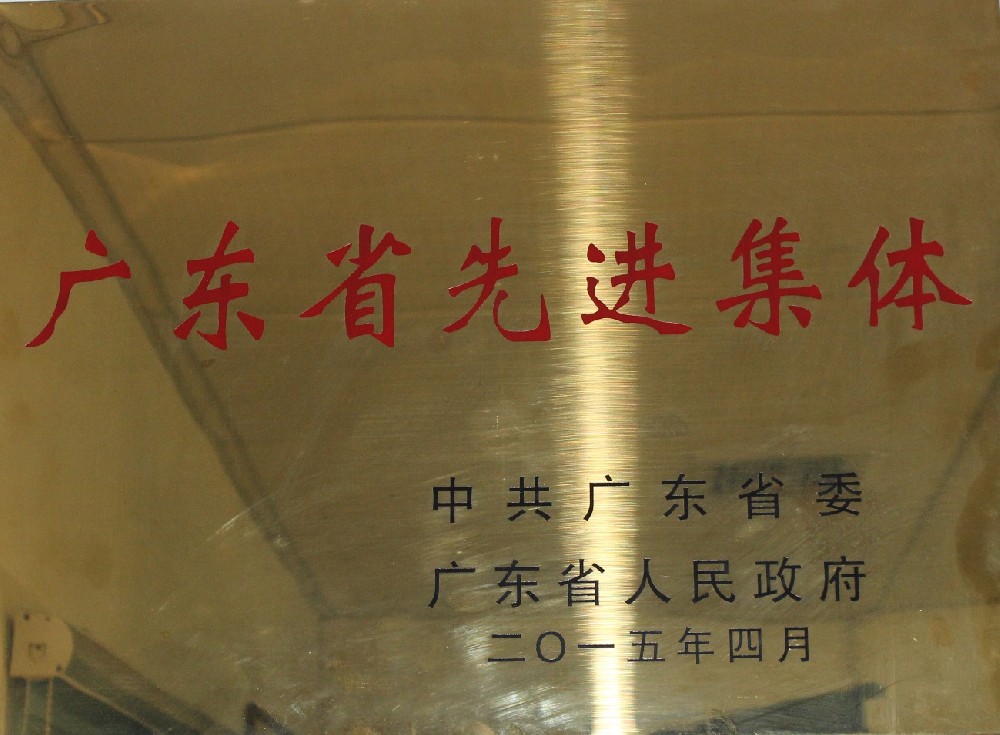 广东省先进集体
中共广东省委
广东省人民政府
二〇一五年四月